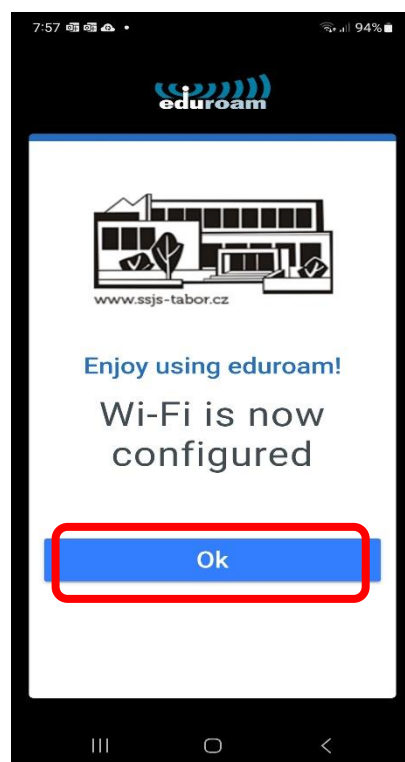 7:57
94%
eduroam
www.ssjs-tabor.cz
Enjoy using eduroam!
Wi-Fi is now
configured
Ok